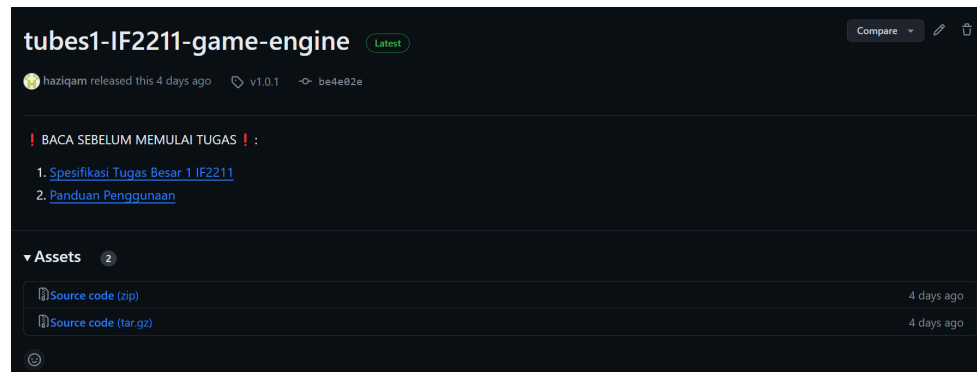 tubes1-IF2211-game-engine Latest
Compare
haziqam released this 4 days ago v1.0.1 be4e02e
❗ BACA SEBELUM MEMULAI TUGAS ❗ :
1. Spesifikasi Tugas Besar 1 IF2211
2. Panduan Penggunaan
Assets 2
Source code (zip) 4 days ago
Source code (tar.gz) 4 days ago